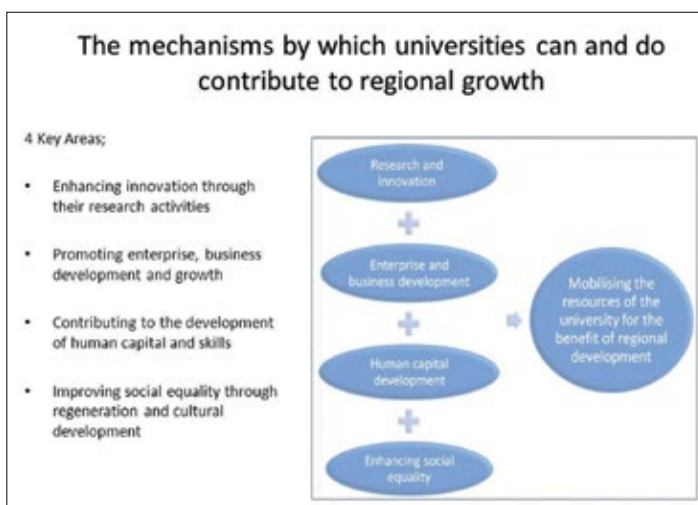 The mechanisms by which universities can and do
contribute to regional growth
4 Key Areas;
• Enhancing innovation through
their research activities
• Promoting enterprise, business
development and growth
• Contributing to the development
of human capital and skills
• Improving social equality through
regeneration and cultural
development
Research and
innovation
Enterprise and
business development
Human capital
development
Enhancing social
equality
Mobilising the
resources of the
university for the
benefit of regional
development